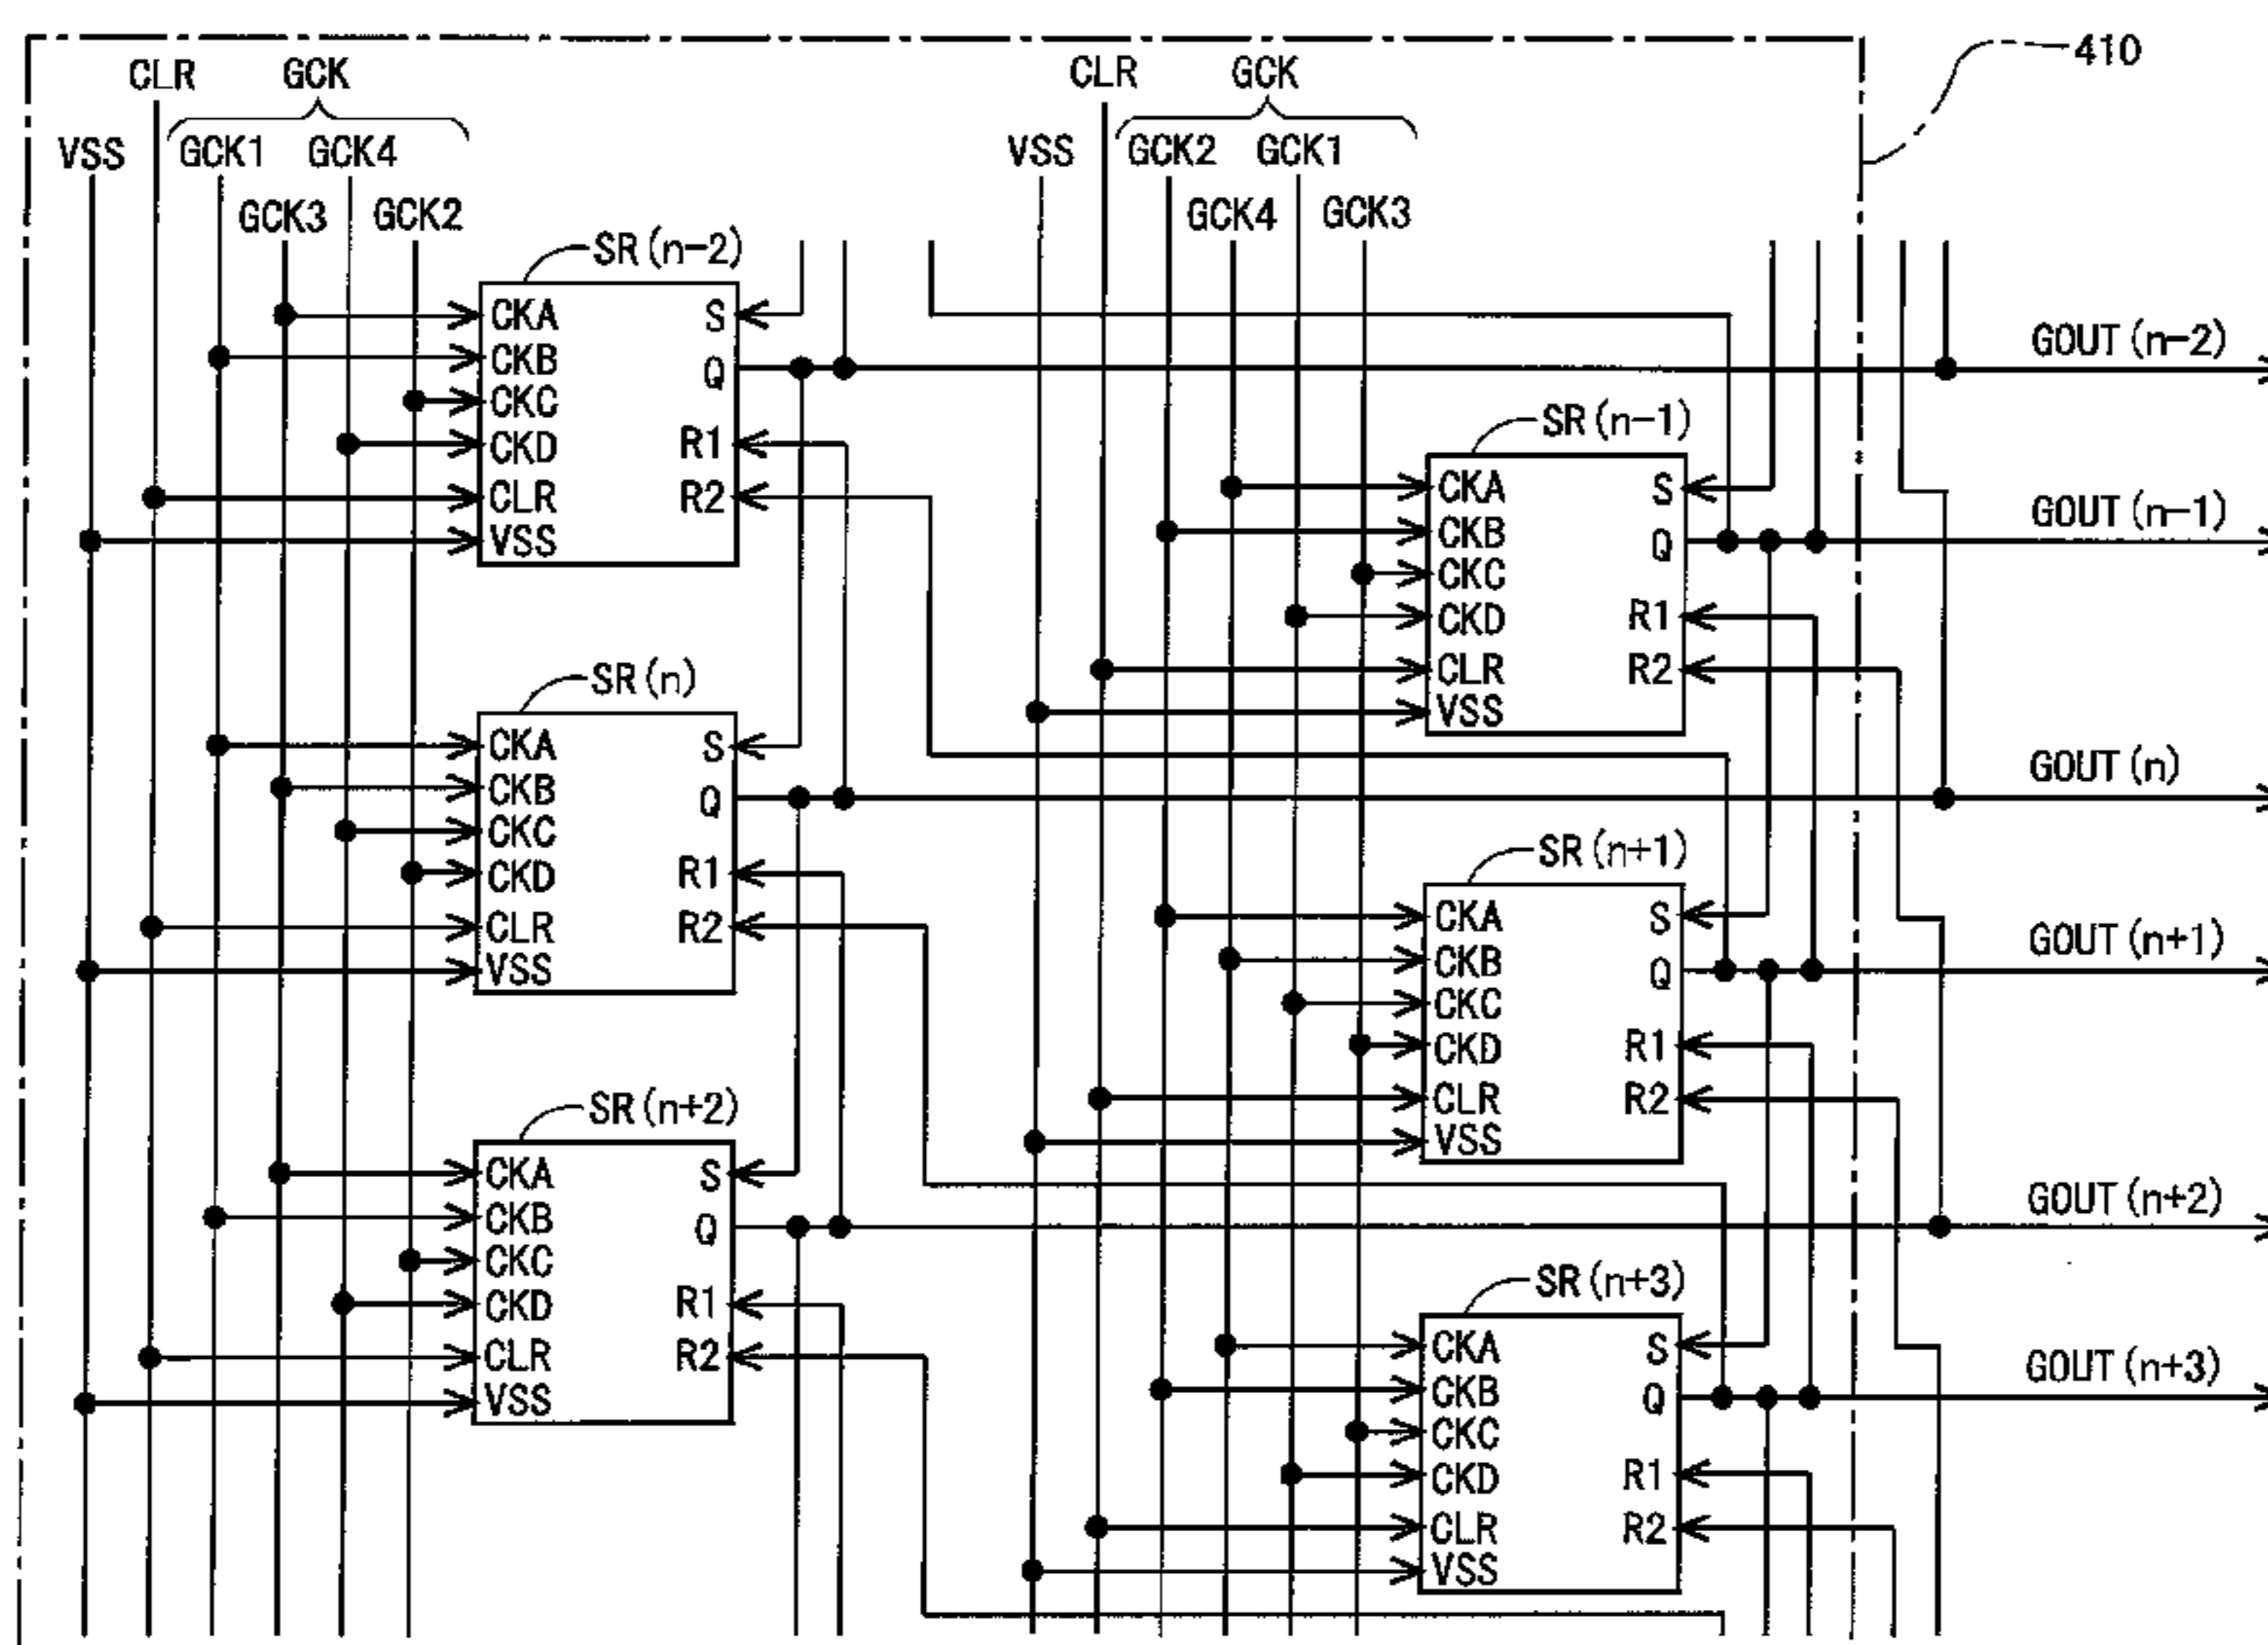 CLR GCK CLR GCK 410
VSS GCK1 GCK4 VSS GCK2 GCK1
GCK3 GCK2 GCK4 GCK3
SR(n-2)
CKA S
CKB
Q
CKC
CKD R1
CLR R2
VSS
GOUT(n-2)
SR(n-1)
CKA S
CKB
Q
CKC
CKD R1
CLR R2
VSS
GOUT(n-1)
SR(n)
CKA S
CKB
Q
CKC
CKD R1
CLR R2
VSS
GOUT(n)
SR(n+1)
CKA S
CKB
Q
CKC
CKD R1
CLR R2
VSS
GOUT(n+1)
SR(n+2)
CKA S
CKB
Q
CKC
CKD R1
CLR R2
VSS
GOUT(n+2)
SR(n+3)
CKA S
CKB
Q
CKC
CKD R1
CLR R2
VSS
GOUT(n+3)